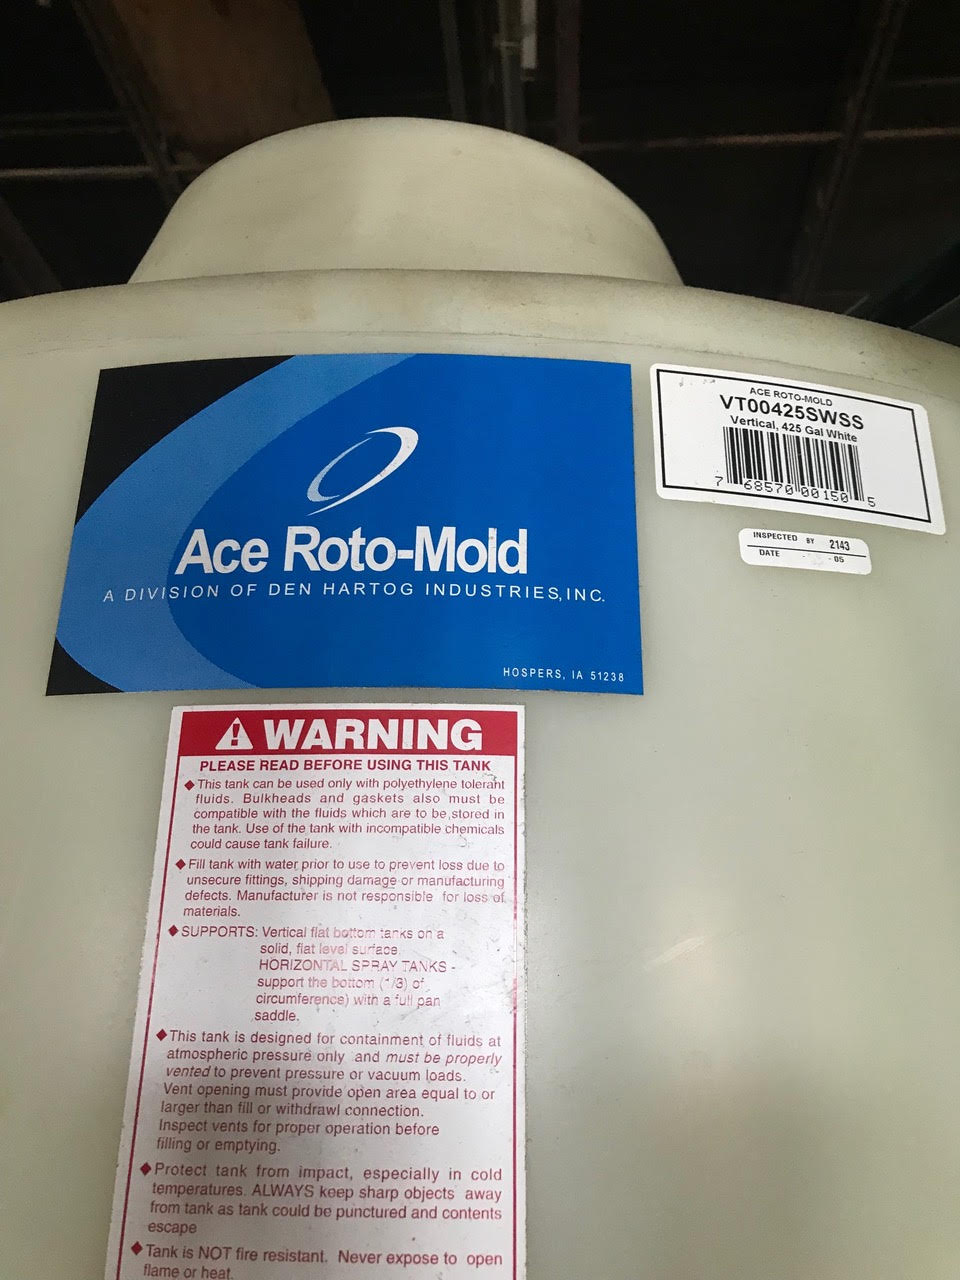 Ace Roto-Mold
A DIVISION OF DEN HARTOG INDUSTRIES, INC.
HOSPERS, IA 51238
ACE ROTO-MOLD
VT00425SWSS
Vertical, 425 Gal White
7 68570 00150 5
INSPECTED BY 2143
DATE 05
WARNING
PLEASE READ BEFORE USING THIS TANK
◆This tank can be used only with polyethylene tolerant
fluids. Bulkheads and gaskets also must be
compatible with the fluids which are to be stored in
the tank. Use of the tank with incompatible chemicals
could cause tank failure.
◆Fill tank with water prior to use to prevent loss due to
unsecure fittings, shipping damage or manufacturing
defects. Manufacturer is not responsible for loss of
materials.
◆SUPPORTS: Vertical flat bottom tanks on a
solid, flat level surface.
HORIZONTAL SPRAY TANKS -
support the bottom (1/3) of
circumference) with a full pan
saddle.
◆This tank is designed for containment of fluids at
atmospheric pressure only and must be properly
vented to prevent pressure or vacuum loads.
Vent opening must provide open area equal to or
larger than fill or withdrawl connection.
Inspect vents for proper operation before
filling or emptying.
◆Protect tank from impact, especially in cold
temperatures. ALWAYS keep sharp objects away
from tank as tank could be punctured and contents
escape
◆Tank is NOT fire resistant. Never expose to open
flame or heat.